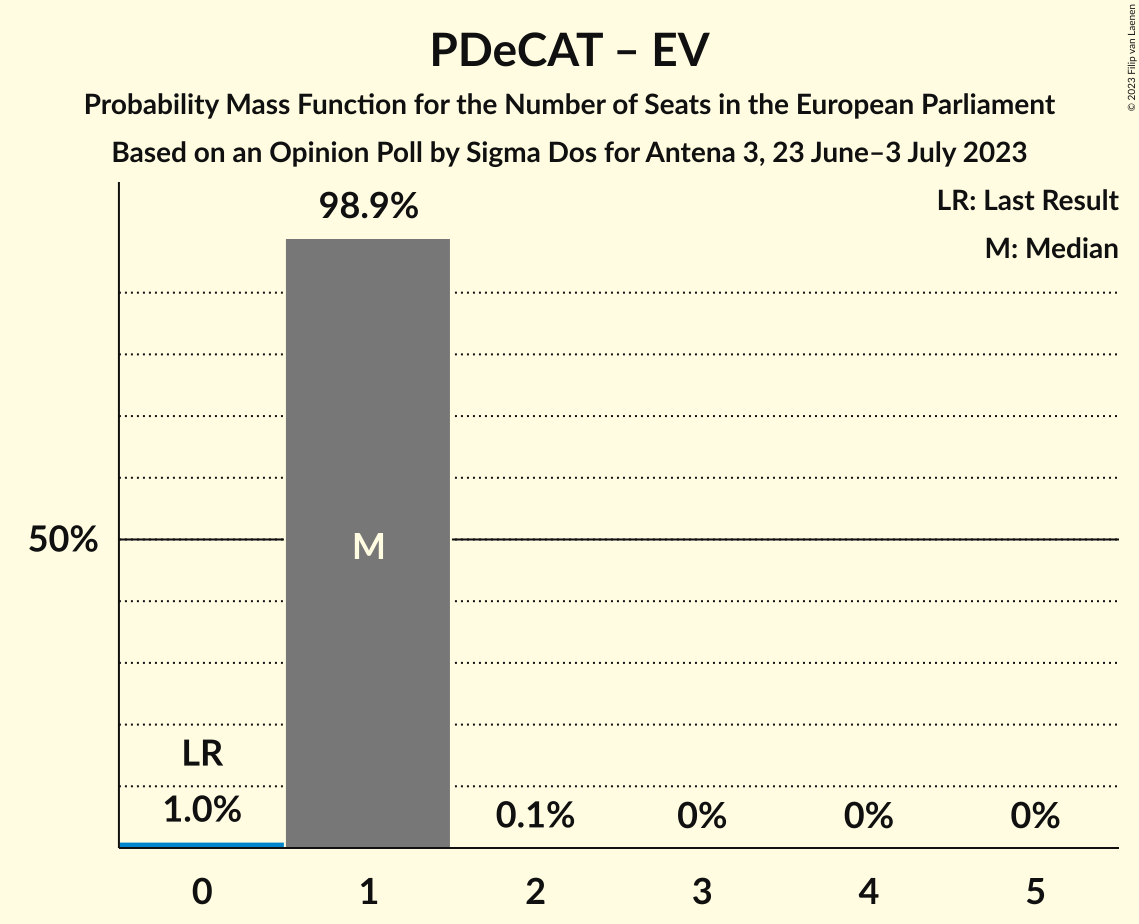 PDeCAT – EV
Probability Mass Function for the Number of Seats in the European Parliament
Based on an Opinion Poll by Sigma Dos for Antena 3, 23 June–3 July 2023
© 2023 Filip van Laenen
LR: Last Result
M: Median
98.9%
50%
M
LR
1.0%
0.1%
0%
0%
0%
0
1
2
3
4
5